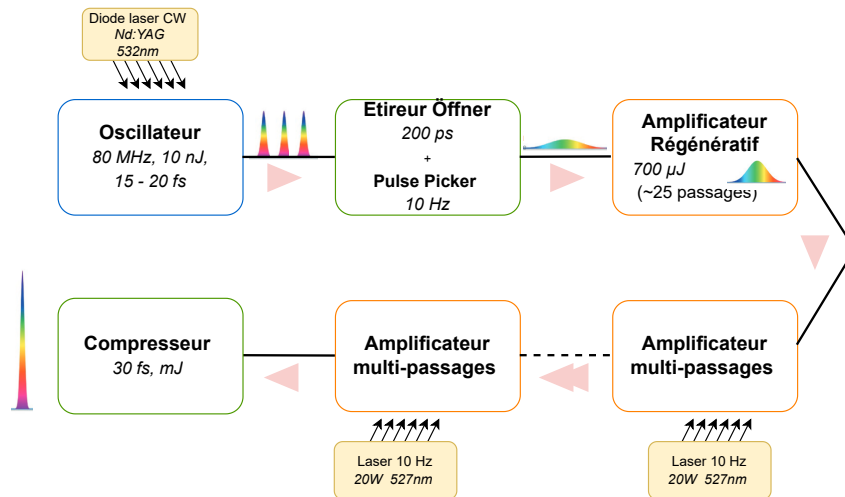 Diode laser CW
Nd:YAG
532nm
Oscillateur
80 MHz, 10 nJ,
15 - 20 fs
Etireur Öffner
200 ps
+
Pulse Picker
10 Hz
Amplificateur
Régénératif
700 µJ
(~25 passages)
Compresseur
30 fs, mJ
Amplificateur
multi-passages
Amplificateur
multi-passages
Laser 10 Hz
20W 527nm
Laser 10 Hz
20W 527nm